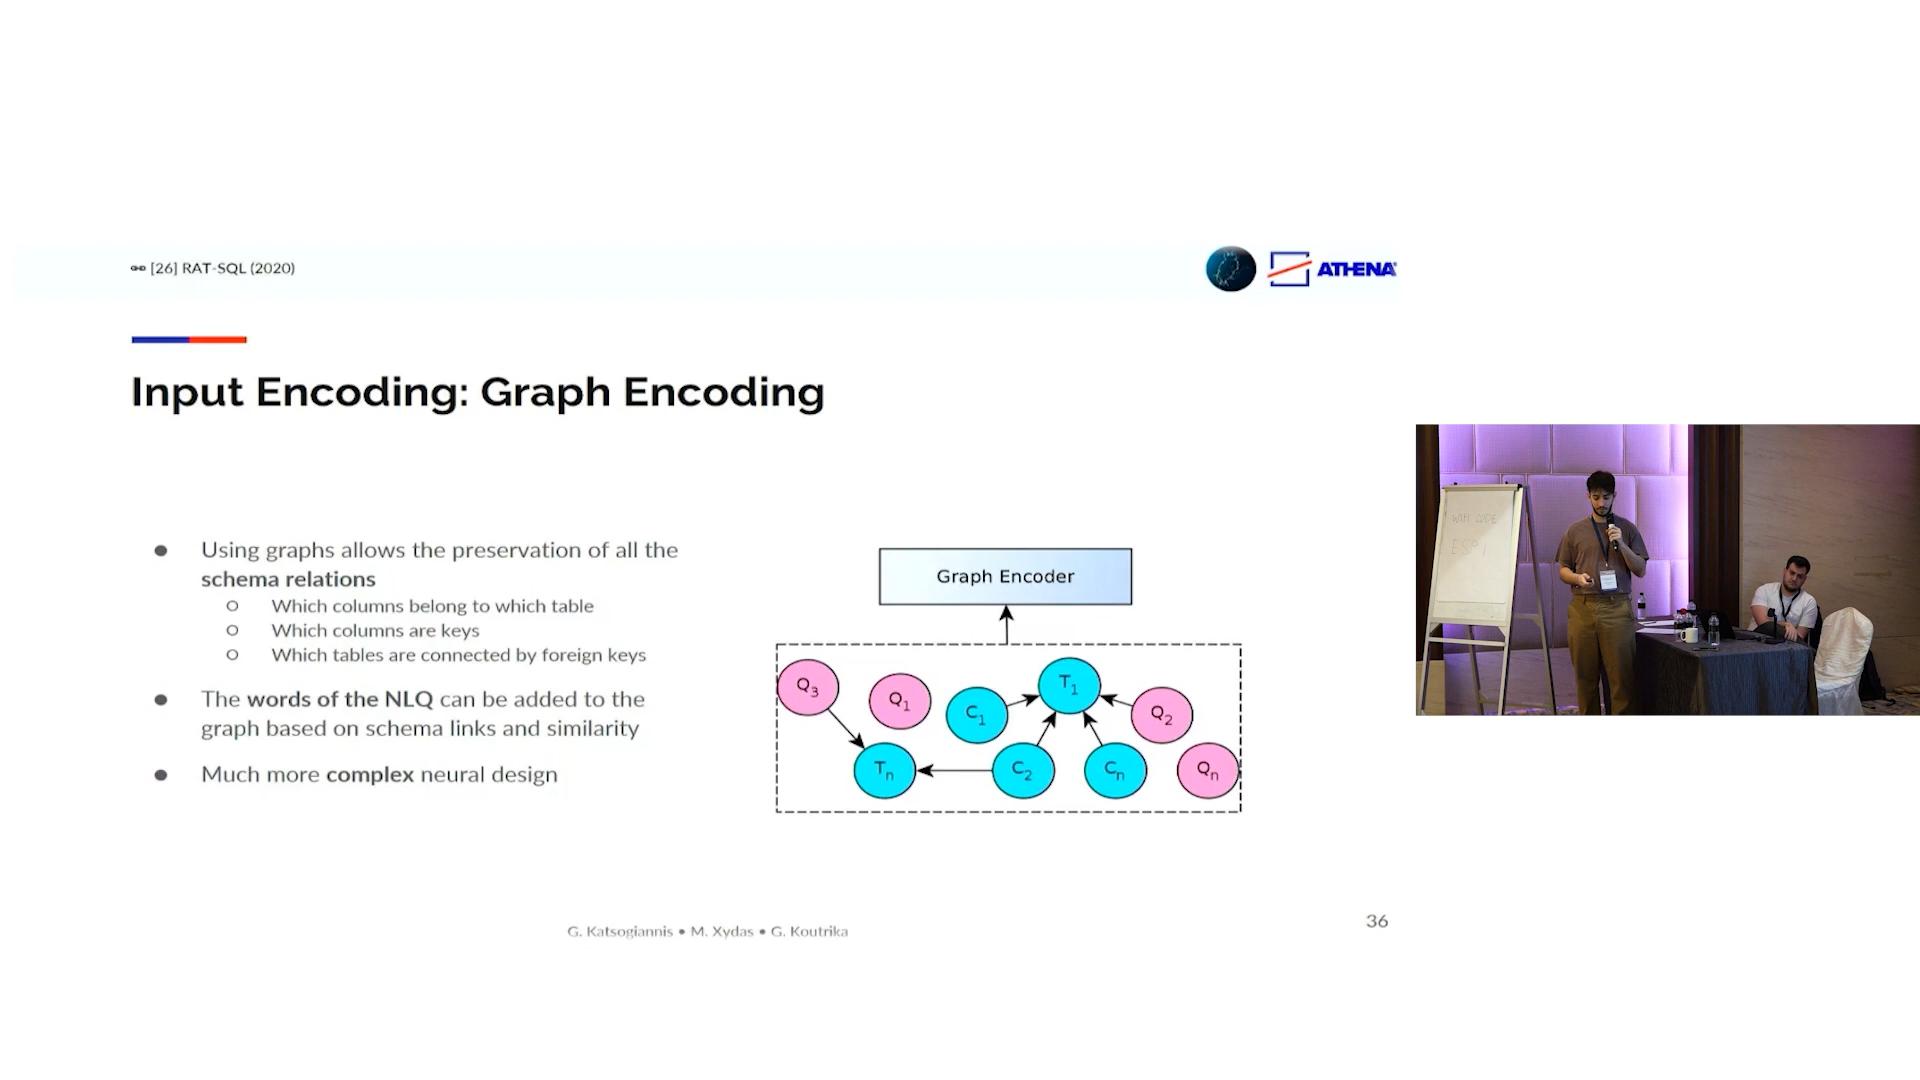 [26] RAT-SQL (2020)
ATHENA
Input Encoding: Graph Encoding
Using graphs allows the preservation of all the
schema relations
Which columns belong to which table
Which columns are keys
Which tables are connected by foreign keys
The words of the NLQ can be added to the
graph based on schema links and similarity
Much more complex neural design
Graph Encoder
Q3
Q1
C1
T1
Q2
Tn
C2
Cn
Qn
WIFI CODE
G. Katsogiannis • M. Xydas • G. Koutrika
36